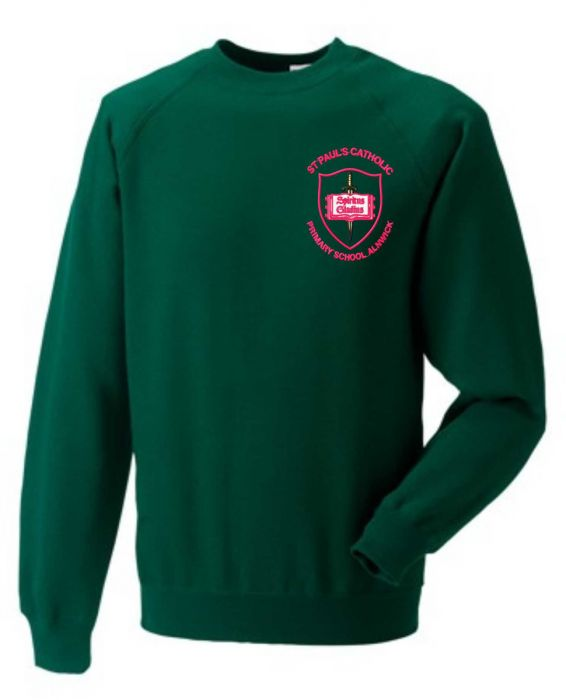 ST PAUL'S CATHOLIC
Spiritus
Gladius
PRIMARY SCHOOL, ALNWICK